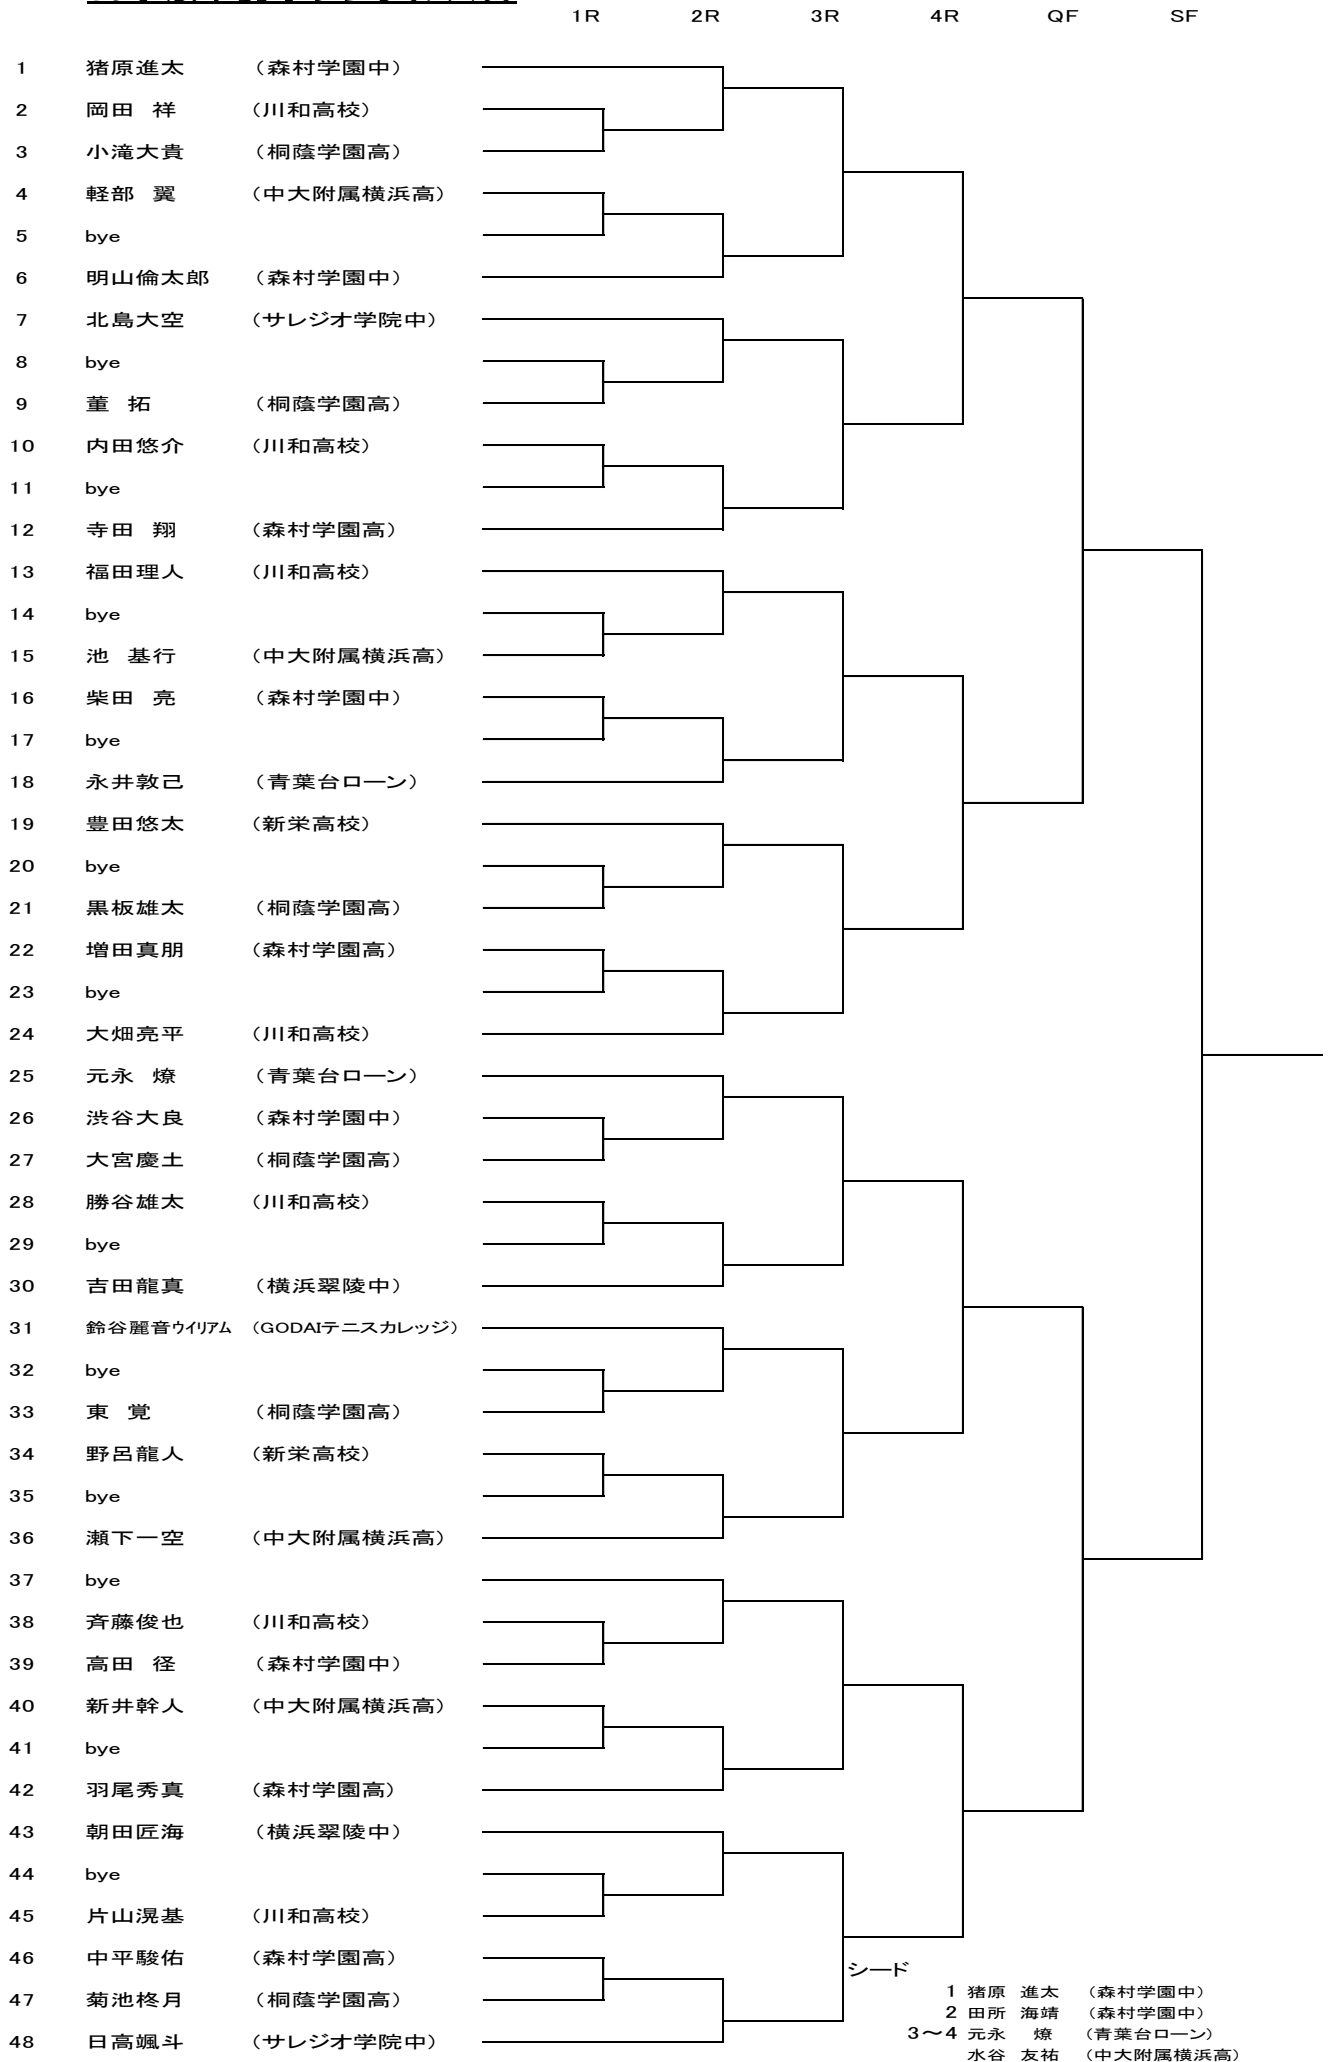 1R 2R 3R 4R QF SF
1 猪原進太 （森村学園中）
2 岡田 祥 （川和高校）
3 小滝大貴 （桐蔭学園高）
4 軽部 翼 （中大附属横浜高）
5 bye
6 明山倫太郎 （森村学園中）
7 北島大空 （サレジオ学院中）
8 bye
9 董 拓 （桐蔭学園高）
10 内田悠介 （川和高校）
11 bye
12 寺田 翔 （森村学園高）
13 福田理人 （川和高校）
14 bye
15 池 基行 （中大附属横浜高）
16 柴田 亮 （森村学園中）
17 bye
18 永井敦己 （青葉台ローン）
19 豊田悠太 （新栄高校）
20 bye
21 黒板雄太 （桐蔭学園高）
22 増田真朋 （森村学園高）
23 bye
24 大畑亮平 （川和高校）
25 元永 燎 （青葉台ローン）
26 渋谷大良 （森村学園中）
27 大宮慶士 （桐蔭学園高）
28 勝谷雄太 （川和高校）
29 bye
30 吉田龍真 （横浜翠陵中）
31 鈴谷麗音ウイリアム （GODAIテニスカレッジ）
32 bye
33 東 覚 （桐蔭学園高）
34 野呂龍人 （新栄高校）
35 bye
36 瀬下一空 （中大附属横浜高）
37 bye
38 斉藤俊也 （川和高校）
39 高田 径 （森村学園中）
40 新井幹人 （中大附属横浜高）
41 bye
42 羽尾秀真 （森村学園高）
43 朝田匠海 （横浜翠陵中）
44 bye
45 片山滉基 （川和高校）
46 中平駿佑 （森村学園高）
47 菊池柊月 （桐蔭学園高）
48 日高颯斗 （サレジオ学院中）
シード
1 猪原 進太 （森村学園中）
2 田所 海靖 （森村学園中）
3～4 元永 燎 （青葉台ローン）
水谷 友祐 （中大附属横浜高）